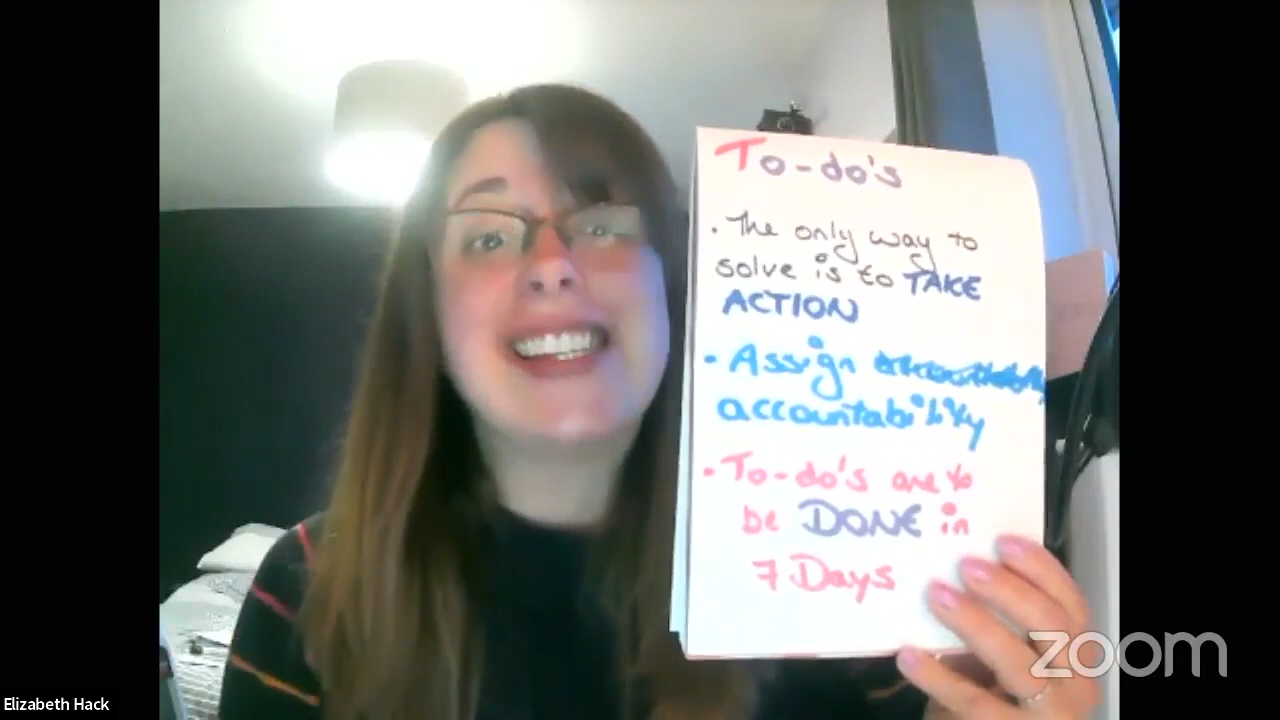 To-do's
• The only way to
solve is to TAKE
ACTION
• Assign
accountability
• To-do's are to
be DONE in
7 Days
zoom
Elizabeth Hack